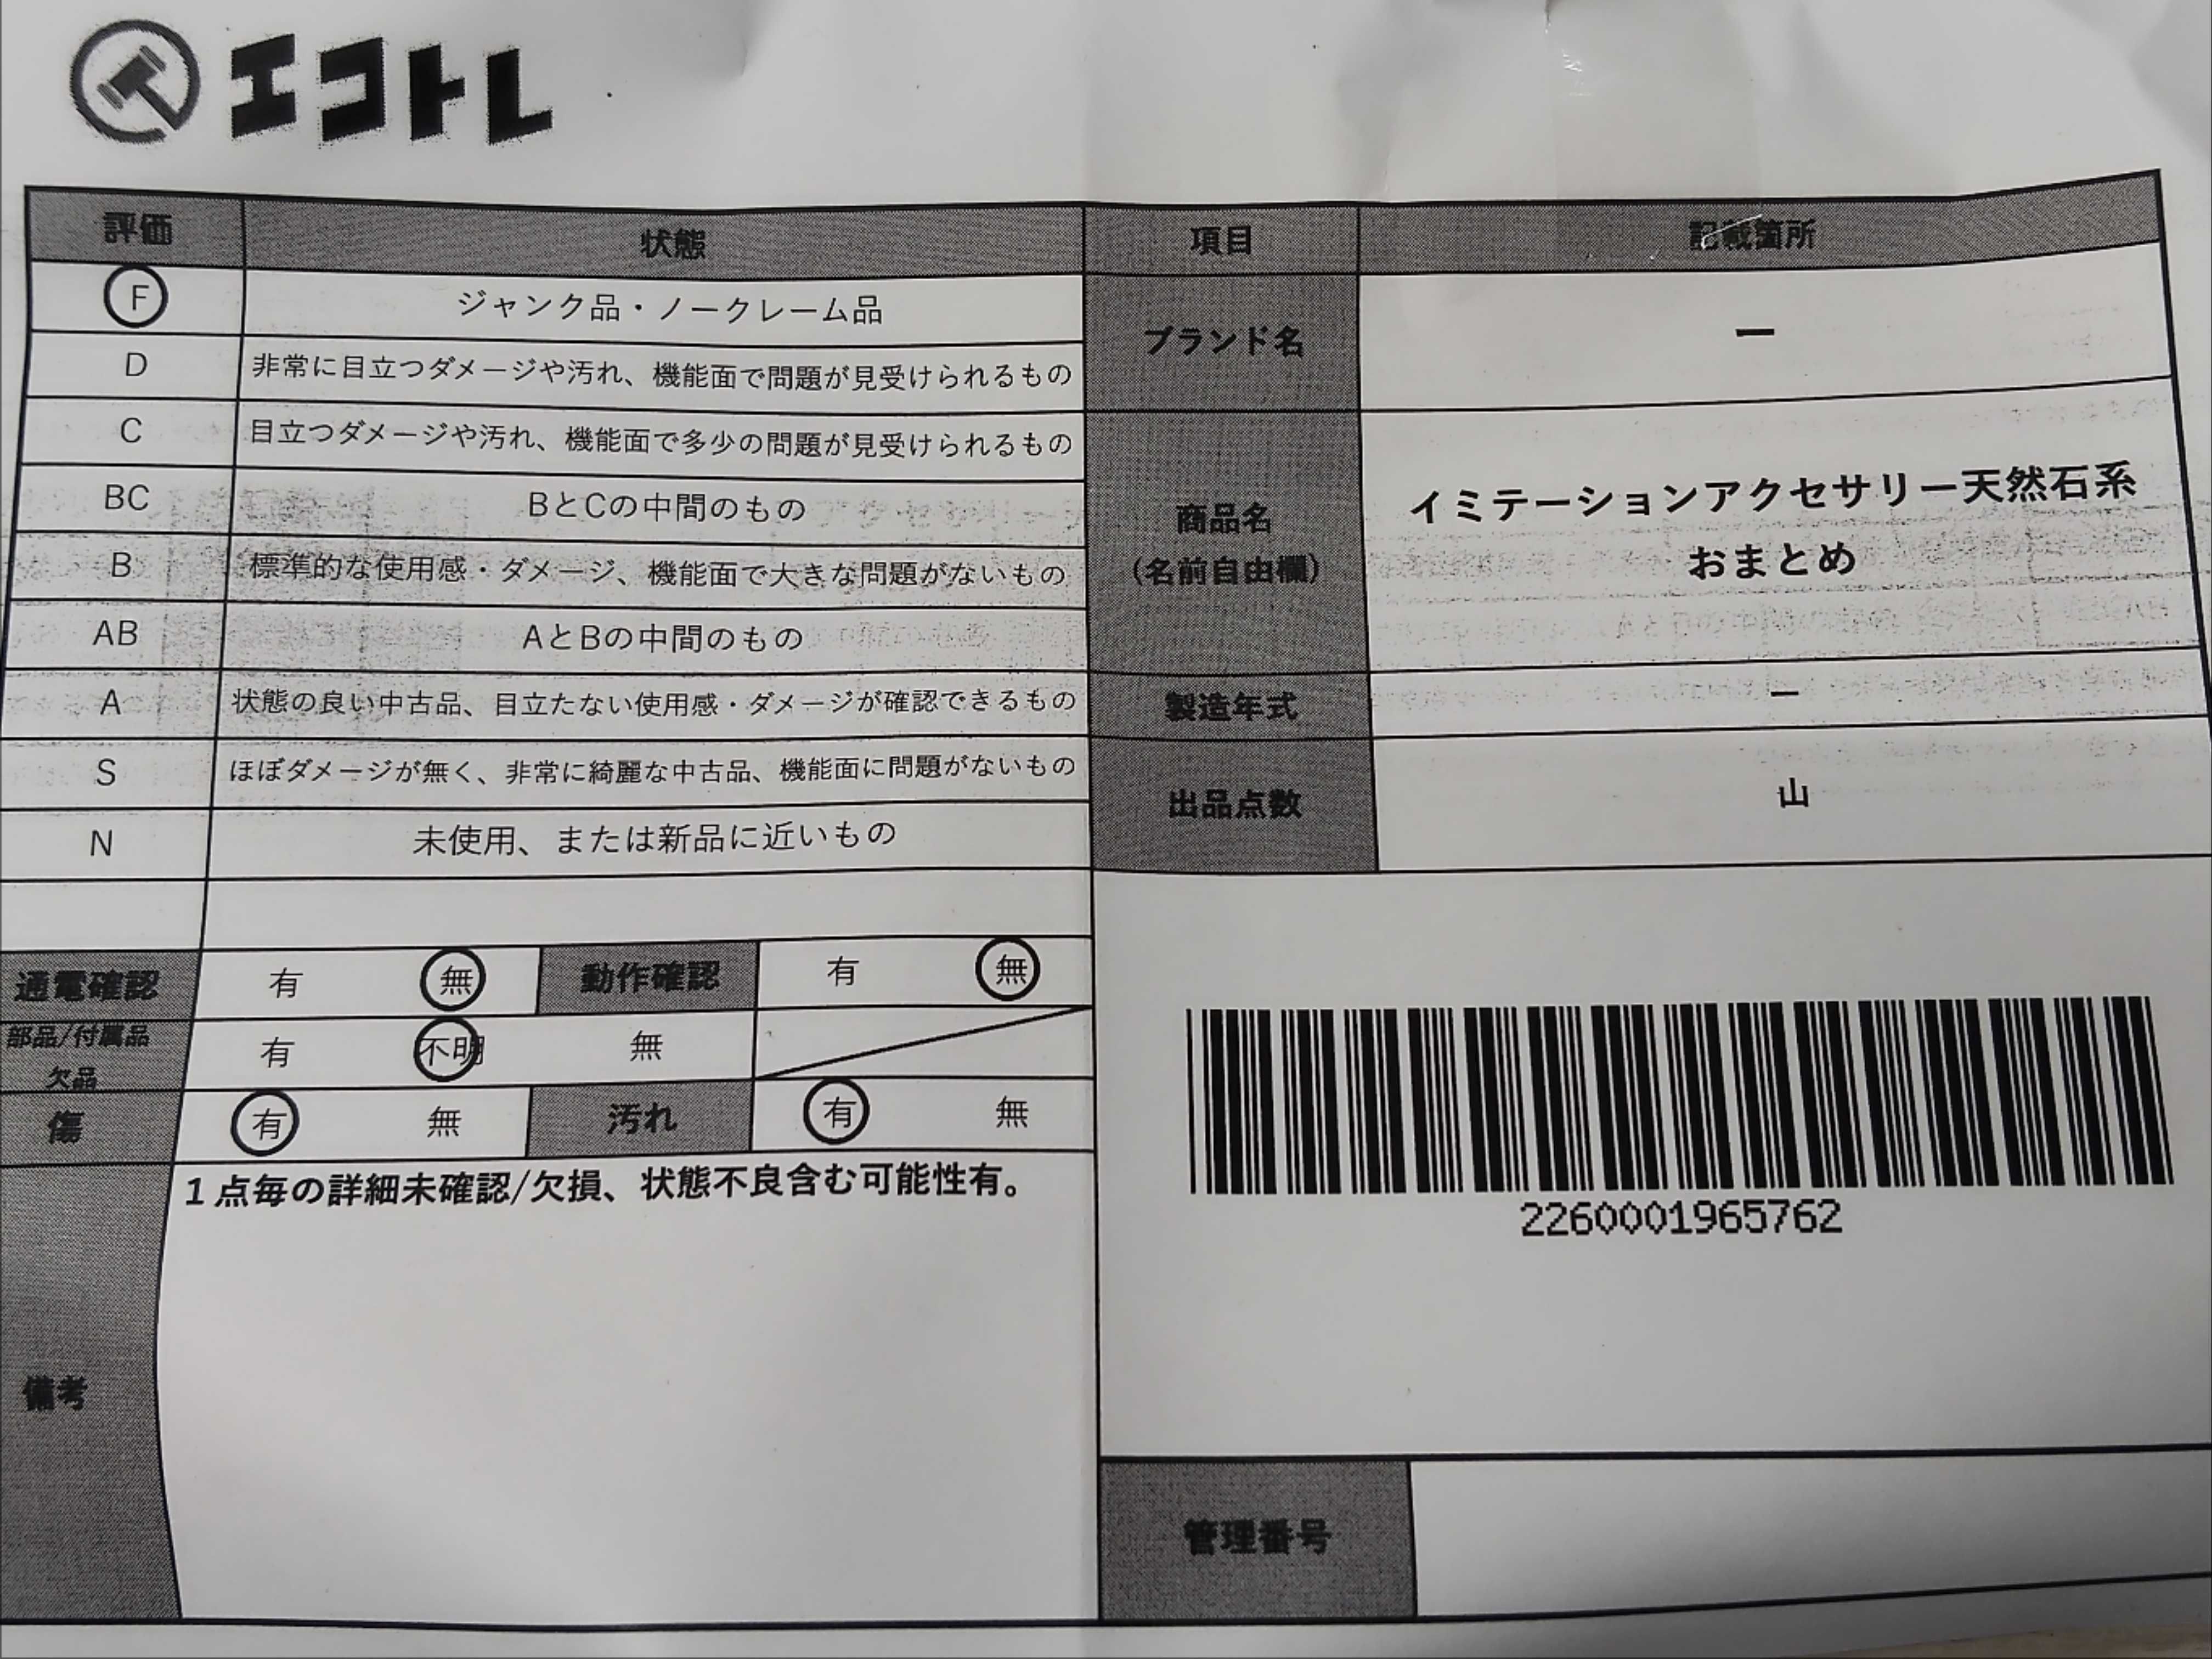 エコトレ
評価 状態
F ジャンク品・ノークレーム品
D 非常に目立つダメージや汚れ、機能面で問題が見受けられるもの
C 目立つダメージや汚れ、機能面で多少の問題が見受けられるもの
BC BとCの中間のもの
B 標準的な使用感・ダメージ、機能面で大きな問題がないもの
AB AとBの中間のもの
A 状態の良い中古品、目立たない使用感・ダメージが確認できるもの
S ほぼダメージが無く、非常に綺麗な中古品、機能面に問題がないもの
N 未使用、または新品に近いもの
通電確認 有 無 動作確認 有 無
部品/付属品
欠品 有 不明 無
傷 有 無 汚れ 有 無
備考 1点毎の詳細未確認/欠損、状態不良含む可能性有。
項目 記載箇所
ブランド名 ー
商品名
(名前自由欄)
イミテーションアクセサリー天然石系
おまとめ
製造年式 ー
出品点数 山
2260001965762
管理番号